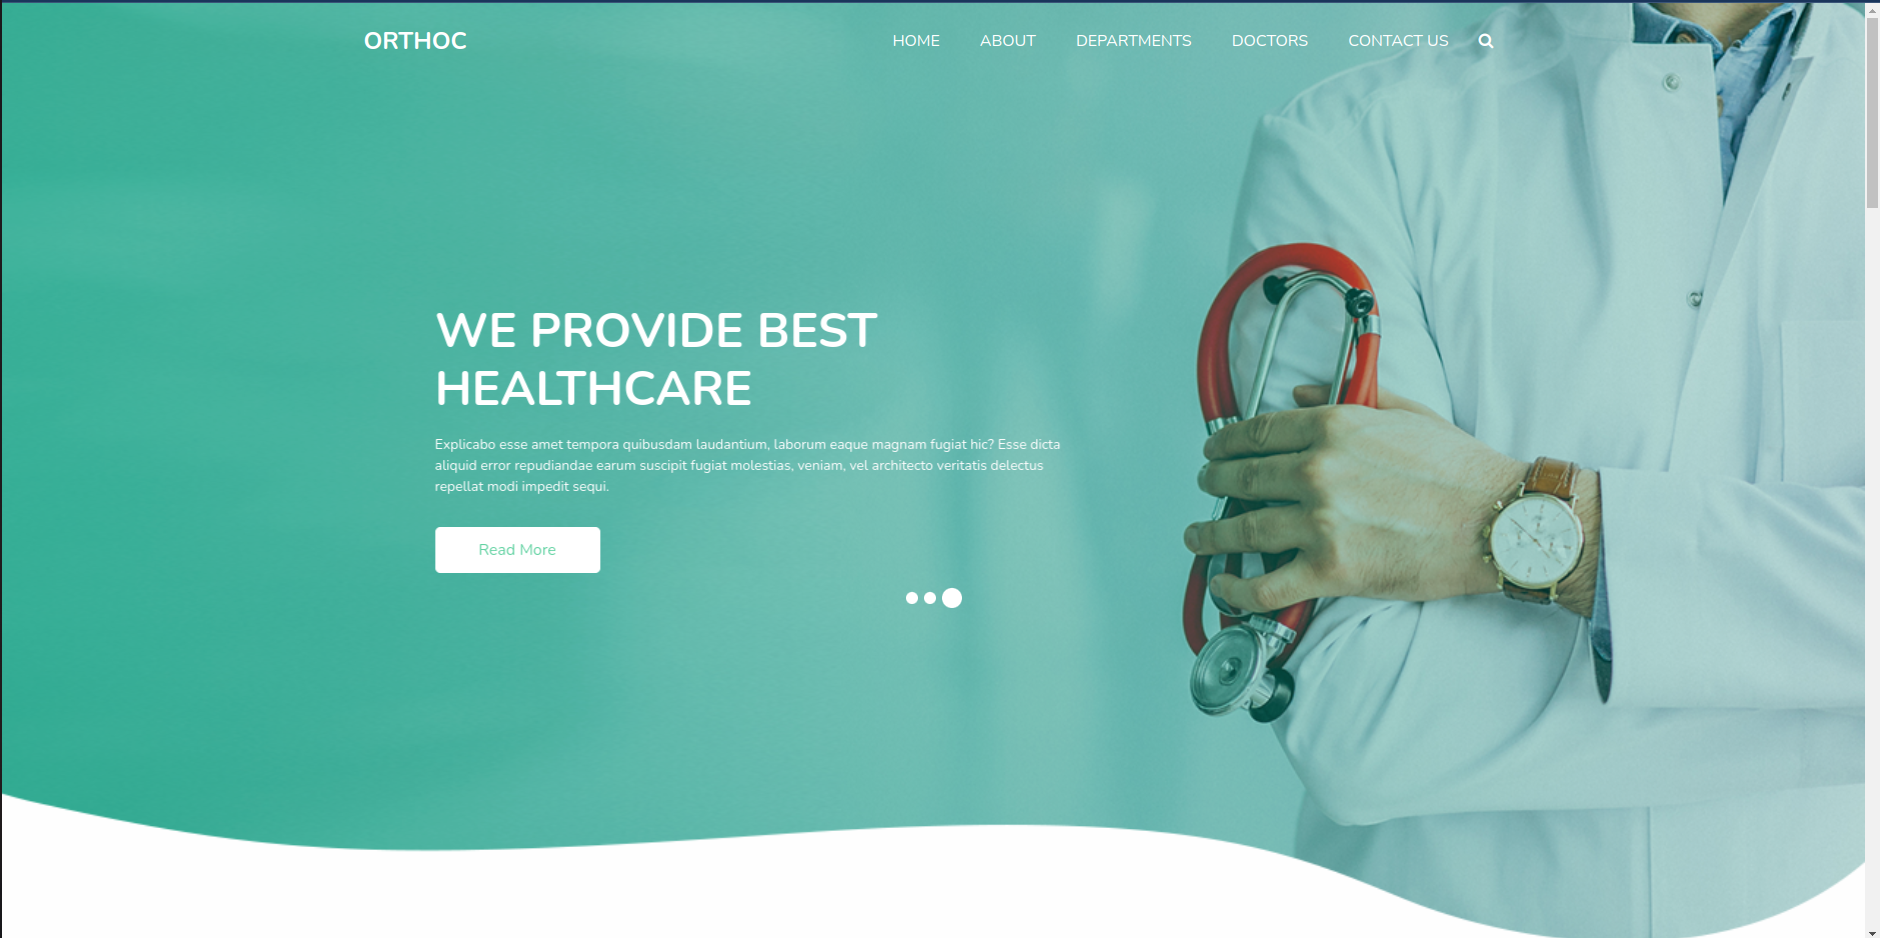 ORTHOC
HOME ABOUT DEPARTMENTS DOCTORS CONTACT US
WE PROVIDE BEST
HEALTHCARE
Explicabo esse amet tempora quibusdam laudantium, laborum eaque magnam fugiat hic? Esse dicta
aliquid error repudiandae earum suscipit fugiat molestias, veniam, vel architecto veritatis delectus
repellat modi impedit sequi.
Read More